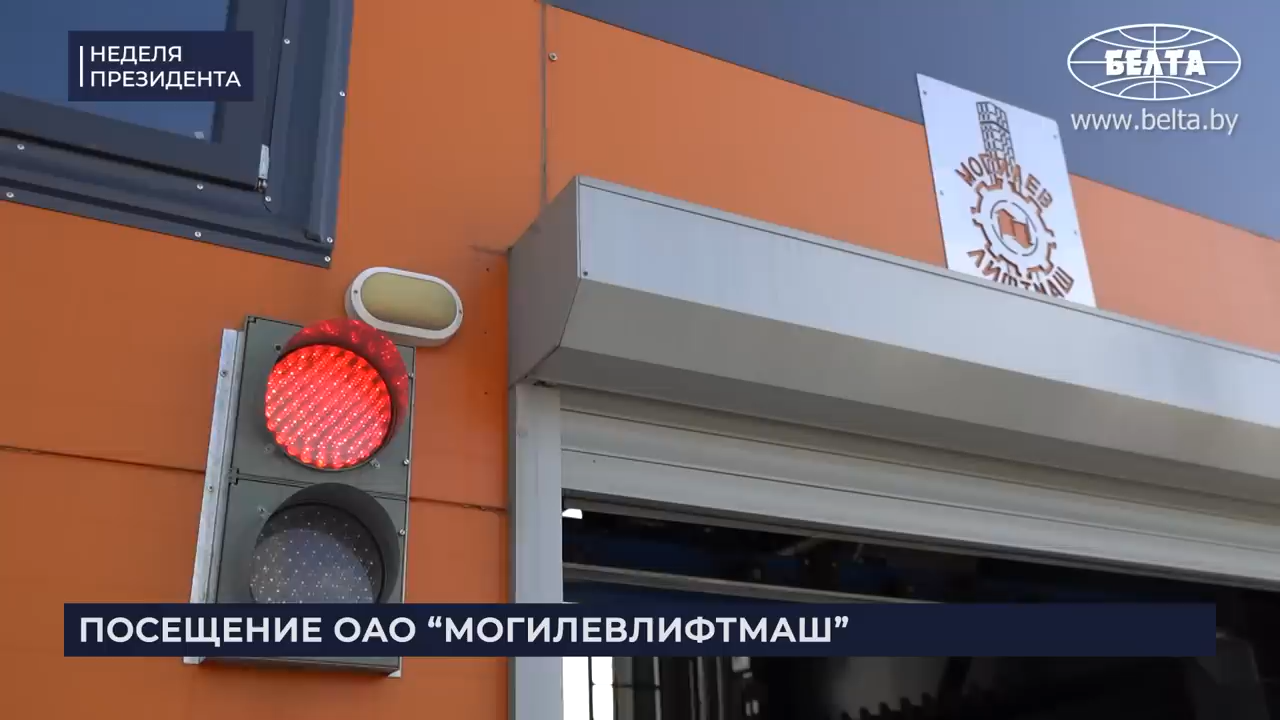 НЕДЕЛЯ
ПРЕЗИДЕНТА
БЕЛТА
www.belta.by
МОГИЛЕВ
ЛИФТМАШ
ПОСЕЩЕНИЕ ОАО “МОГИЛЕВЛИФТМАШ”